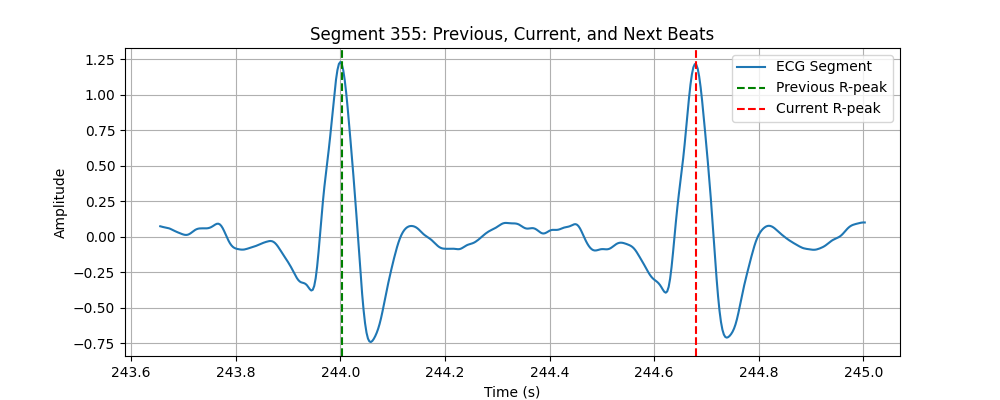 Segment 355: Previous, Current, and Next Beats
ECG Segment
Previous R-peak
Current R-peak
1.25
1.00
0.75
0.50
0.25
0.00
−0.25
−0.50
−0.75
Amplitude
243.6 243.8 244.0 244.2 244.4 244.6 244.8 245.0
Time (s)